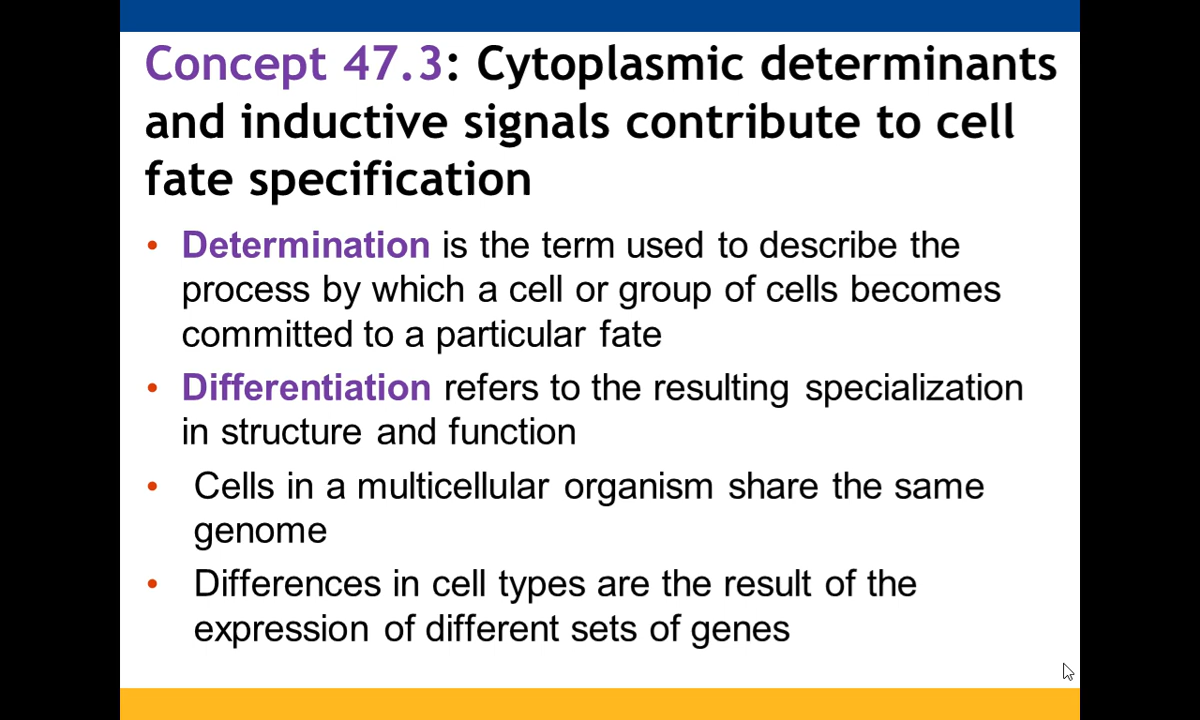 Concept 47.3: Cytoplasmic determinants
and inductive signals contribute to cell
fate specification
• Determination is the term used to describe the
process by which a cell or group of cells becomes
committed to a particular fate
• Differentiation refers to the resulting specialization
in structure and function
• Cells in a multicellular organism share the same
genome
• Differences in cell types are the result of the
expression of different sets of genes